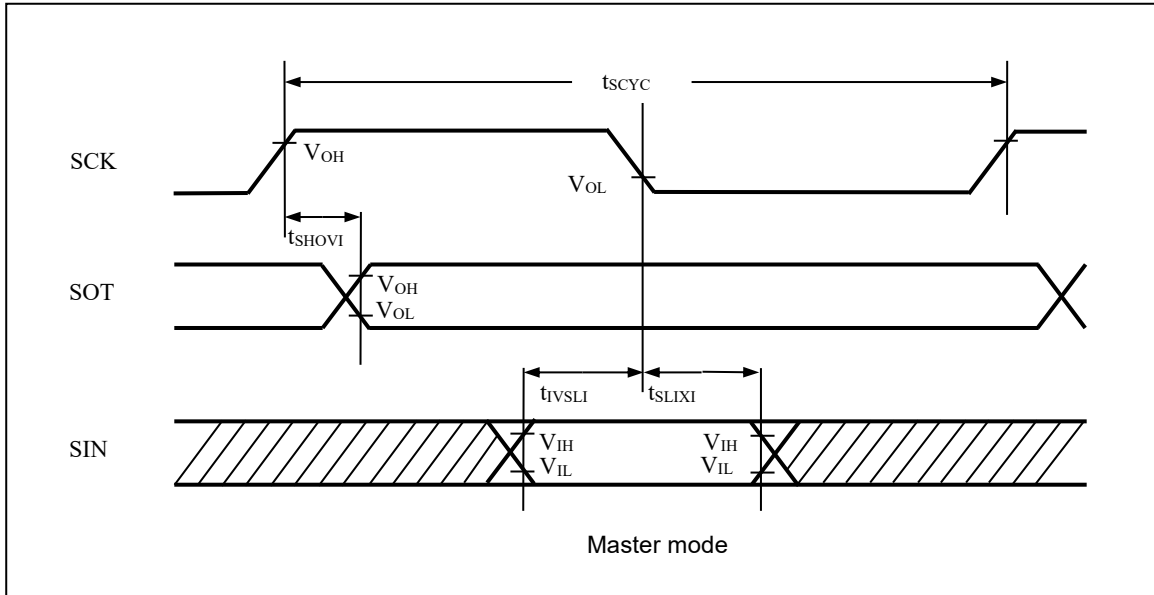 tSCYC
SCK
VOH
VOL
tSHOVI
SOT
VOH
VOL
tIVSLI
tSLIXI
SIN
VIH
VIL
VIH
VIL
Master mode